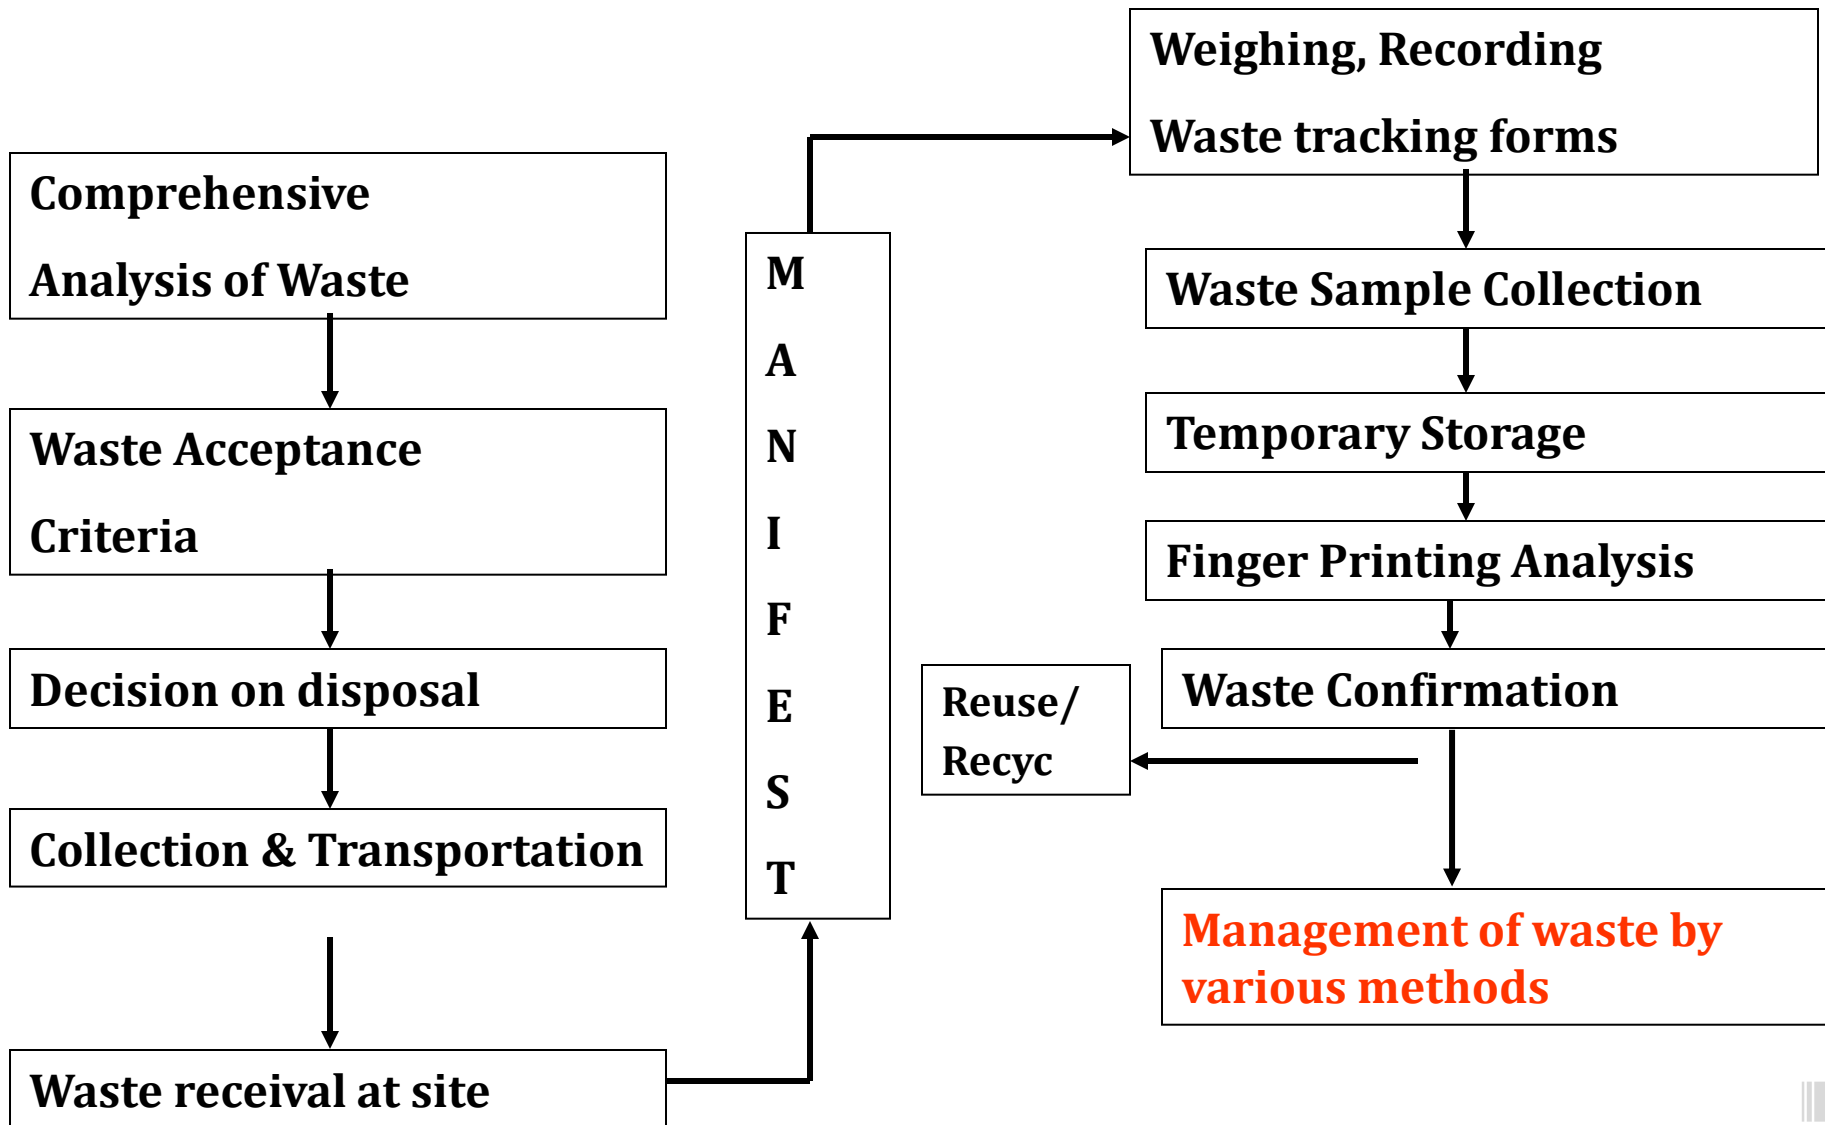 Comprehensive
Analysis of Waste
Waste Acceptance
Criteria
Decision on disposal
Collection & Transportation
Waste receival at site
M
A
N
I
F
E
S
T
Weighing, Recording
Waste tracking forms
Waste Sample Collection
Temporary Storage
Finger Printing Analysis
Waste Confirmation
Reuse/
Recyc
Management of waste by
various methods